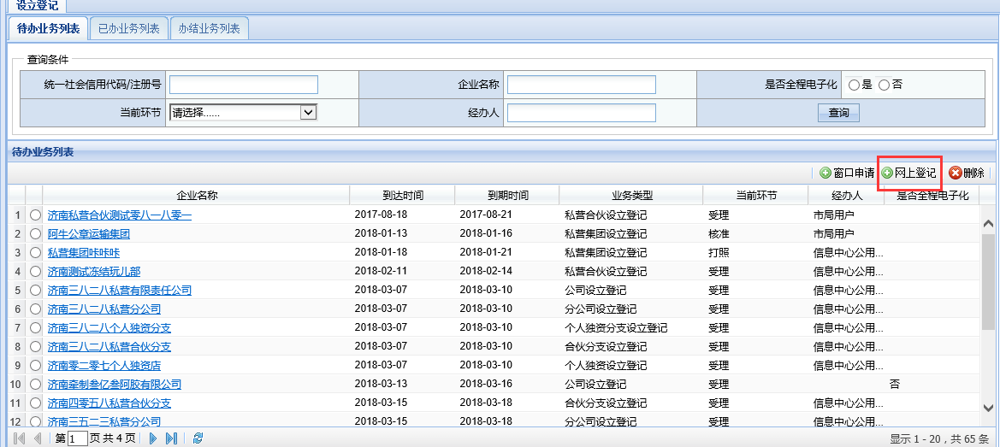 设立登记
待办业务列表 已办业务列表 办结业务列表
查询条件
统一社会信用代码/注册号 企业名称 是否全程电子化 是 否
当前环节 请选择...... 经办人 查询
待办业务列表
窗口申请 网上登记 删除
企业名称 到达时间 到期时间 业务类型 当前环节 经办人 是否全程电子化
1 济南私营合伙测试零八一八零一 2017-08-18 2017-08-21 私营合伙设立登记 受理 市局用户
2 阿牛公章运输集团 2018-01-13 2018-01-16 私营集团设立登记 核准 市局用户
3 私营集团咔咔咔 2018-01-18 2018-01-21 私营集团设立登记 打照 信息中心公用...
4 济南测试冻结玩儿部 2018-02-11 2018-02-14 私营合伙设立登记 受理 信息中心公用...
5 济南三八二八私营有限责任公司 2018-03-07 2018-03-10 公司设立登记 受理 信息中心公用...
6 济南三八二八私营分公司 2018-03-07 2018-03-10 分公司设立登记 受理 信息中心公用...
7 济南三八二八个人独资分支 2018-03-07 2018-03-10 个人独资分支设立登记 受理 信息中心公用...
8 济南三八二八私营合伙分支 2018-03-07 2018-03-10 合伙分支设立登记 受理 信息中心公用...
9 济南零二零七个人独资店 2018-03-07 2018-03-10 个人独资设立登记 受理 信息中心公用...
10 济南牵制叁亿叁阿胶有限公司 2018-03-13 2018-03-16 公司设立登记 受理 否
11 济南四零五八私营合伙分支 2018-03-15 2018-03-18 合伙分支设立登记 受理 信息中心公用...
12 济南三五二三私营分公司 2018-03-15 2018-03-18 分公司设立登记 受理 信息中心公用...
第 1 页 共 4 页 显示 1 - 20，共 65 条